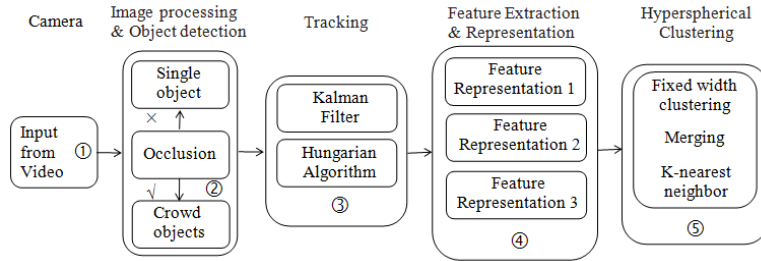 Camera
Image processing
& Object detection
Tracking
Feature Extraction
& Representation
Hyperspherical
Clustering
Input
from
Video
①
Single
object
×
Occlusion
②
√
Crowd
objects
Kalman
Filter
Hungarian
Algorithm
③
Feature
Representation 1
Feature
Representation 2
Feature
Representation 3
④
Fixed width
clustering
Merging
K-nearest
neighbor
⑤